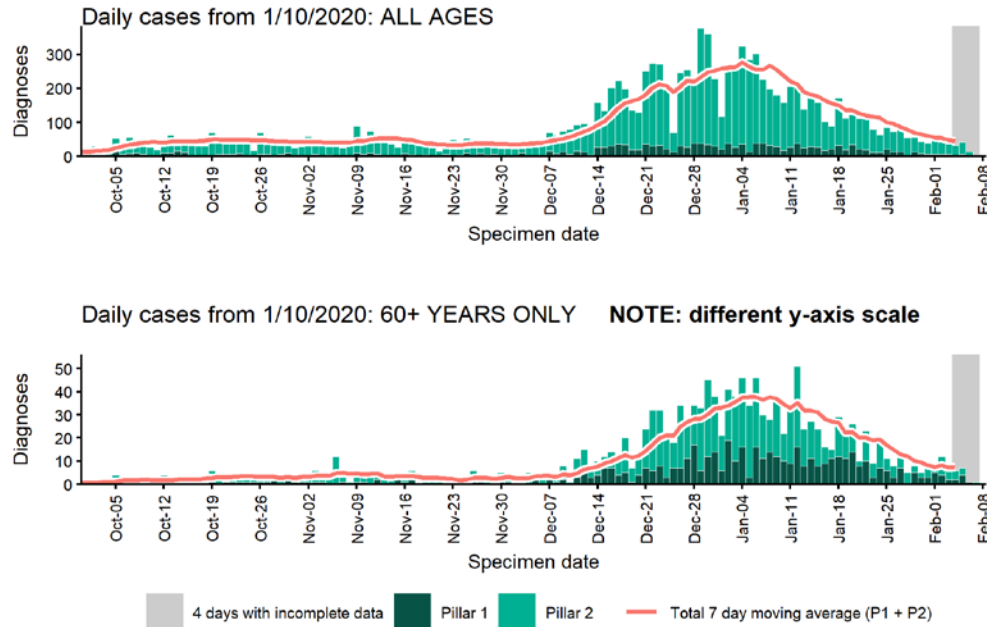 Daily cases from 1/10/2020: ALL AGES
Diagnoses
300
200
100
0
Oct-05
Oct-12
Oct-19
Oct-26
Nov-02
Nov-09
Nov-16
Nov-23
Nov-30
Dec-07
Dec-14
Dec-21
Dec-28
Jan-04
Jan-11
Jan-18
Jan-25
Feb-01
Feb-08
Specimen date
Daily cases from 1/10/2020: 60+ YEARS ONLY NOTE: different y-axis scale
Diagnoses
50
40
30
20
10
0
Oct-05
Oct-12
Oct-19
Oct-26
Nov-02
Nov-09
Nov-16
Nov-23
Nov-30
Dec-07
Dec-14
Dec-21
Dec-28
Jan-04
Jan-11
Jan-18
Jan-25
Feb-01
Feb-08
Specimen date
4 days with incomplete data
Pillar 1
Pillar 2
Total 7 day moving average (P1 + P2)